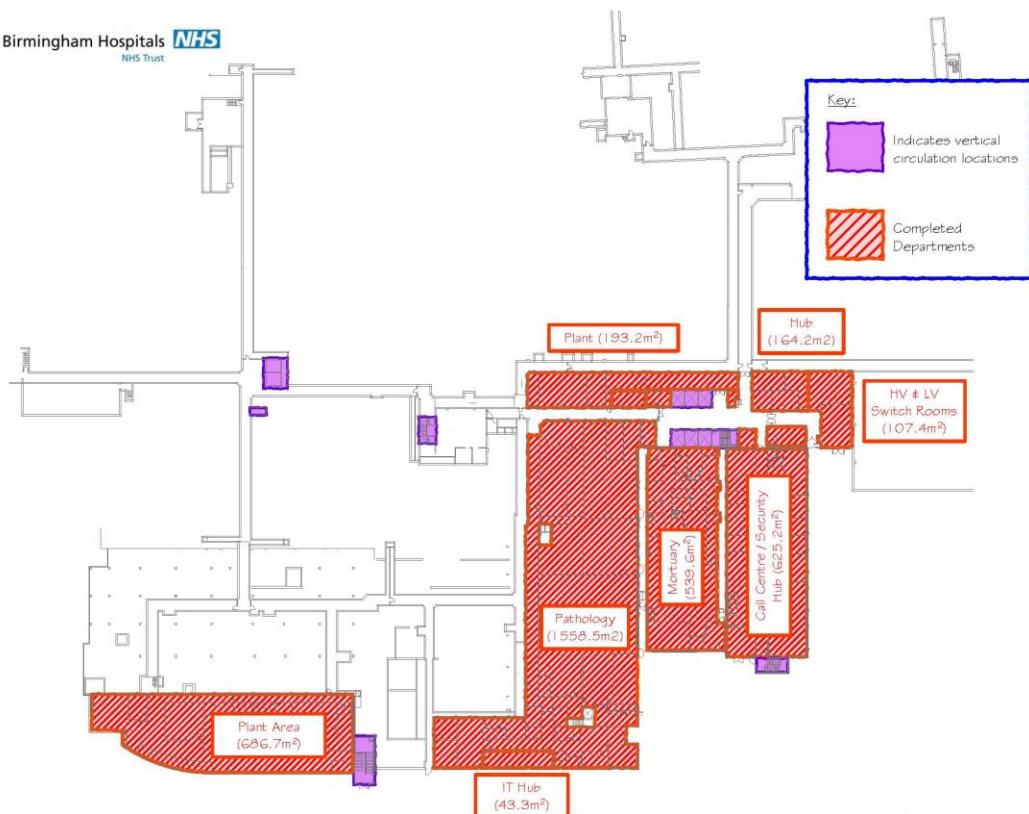 Birmingham Hospitals NHS
NHS Trust
Key:
Indicates vertical
circulation locations
Completed
Departments
Plant (193.2m²)
Hub
(164.2m2)
HV & LV
Switch Rooms
(107.4m²)
Mortuary
(539.6m²)
Call Centre / Security
Hub (625.2m²)
Pathology
(1558.5m2)
Plant Area
(686.7m²)
IT Hub
(43.3m²)